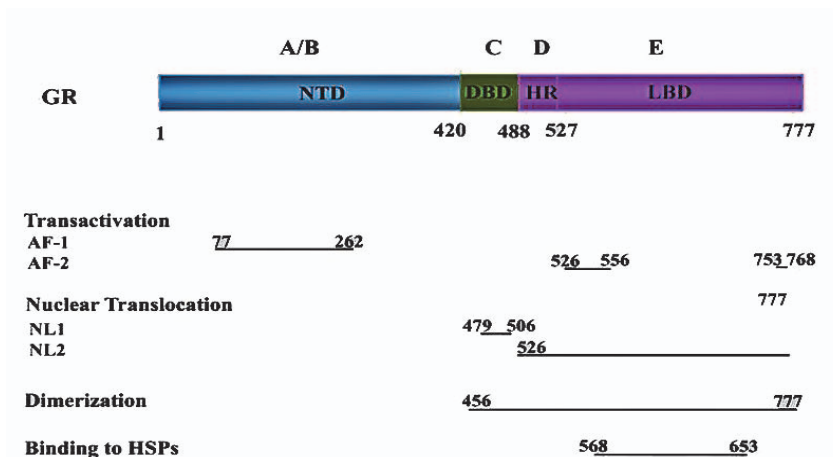 A/B C D E
GR NTD DBD HR LBD
1 420 488 527 777
Transactivation
AF-1 77 262
AF-2 526 556 753 768
777
Nuclear Translocation
NL1 479 506
NL2 526
Dimerization 456 777
Binding to HSPs 568 653